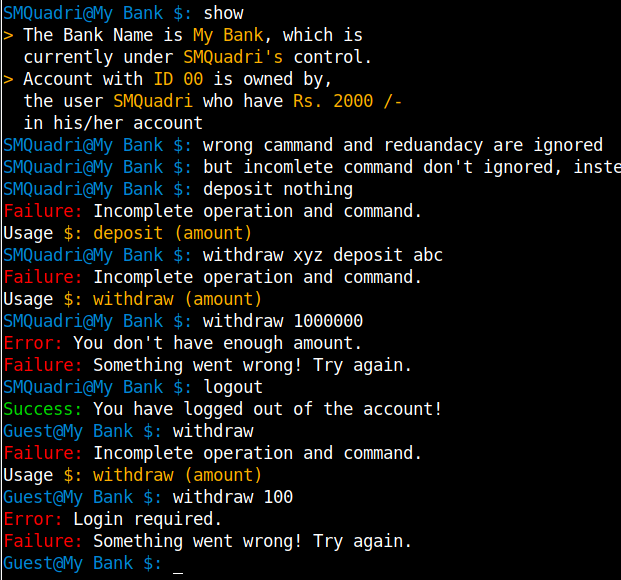 SMQuadri@My Bank $: show
> The Bank Name is My Bank, which is
currently under SMQuadri's control.
> Account with ID 00 is owned by,
the user SMQuadri who have Rs. 2000 /-
in his/her account
SMQuadri@My Bank $: wrong cammand and reduandacy are ignored
SMQuadri@My Bank $: but incomlete command don't ignored, inste
SMQuadri@My Bank $: deposit nothing
Failure: Incomplete operation and command.
Usage $: deposit (amount)
SMQuadri@My Bank $: withdraw xyz deposit abc
Failure: Incomplete operation and command.
Usage $: withdraw (amount)
SMQuadri@My Bank $: withdraw 1000000
Error: You don't have enough amount.
Failure: Something went wrong! Try again.
SMQuadri@My Bank $: logout
Success: You have logged out of the account!
Guest@My Bank $: withdraw
Failure: Incomplete operation and command.
Usage $: withdraw (amount)
Guest@My Bank $: withdraw 100
Error: Login required.
Failure: Something went wrong! Try again.
Guest@My Bank $: _